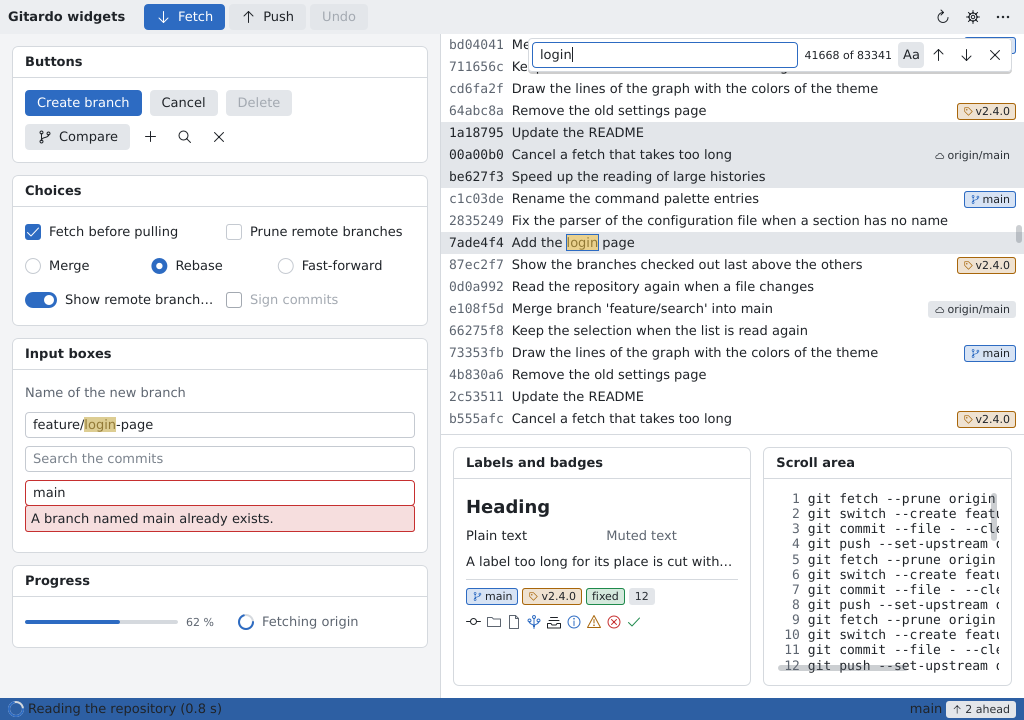 Gitardo widgets
Fetch
Push
Undo
Buttons
Create branch
Cancel
Delete
Compare
Choices
Fetch before pulling
Prune remote branches
Merge
Rebase
Fast-forward
Show remote branch…
Sign commits
Input boxes
Name of the new branch
feature/login-page
Search the commits
main
A branch named main already exists.
Progress
62 %
Fetching origin
login
41668 of 83341
Aa
bd04041 Me
711656c
cd6fa2f Draw the lines of the graph with the colors of the theme
64abc8a Remove the old settings page v2.4.0
1a18795 Update the README
00a00b0 Cancel a fetch that takes too long origin/main
be627f3 Speed up the reading of large histories
c1c03de Rename the command palette entries main
2835249 Fix the parser of the configuration file when a section has no name
7ade4f4 Add the login page
87ec2f7 Show the branches checked out last above the others v2.4.0
0d0a992 Read the repository again when a file changes
e108f5d Merge branch 'feature/search' into main origin/main
66275f8 Keep the selection when the list is read again
73353fb Draw the lines of the graph with the colors of the theme main
4b830a6 Remove the old settings page
2c53511 Update the README
b555afc Cancel a fetch that takes too long v2.4.0
Labels and badges
Heading
Plain text
Muted text
A label too long for its place is cut with…
main
v2.4.0
fixed
12
Scroll area
1 git fetch --prune origin
2 git switch --create featu
3 git commit --file - --cle
4 git push --set-upstream o
5 git fetch --prune origin
6 git switch --create featu
7 git commit --file - --cle
8 git push --set-upstream o
9 git fetch --prune origin
10 git switch --create featu
11 git commit --file - --cle
12 git push --set-upstream o
Reading the repository (0.8 s)
main
2 ahead